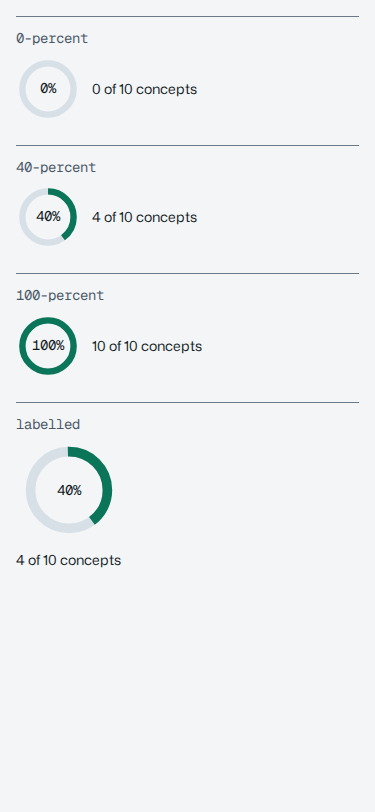 0-percent
0%
0 of 10 concepts
40-percent
40%
4 of 10 concepts
100-percent
100%
10 of 10 concepts
labelled
40%
4 of 10 concepts